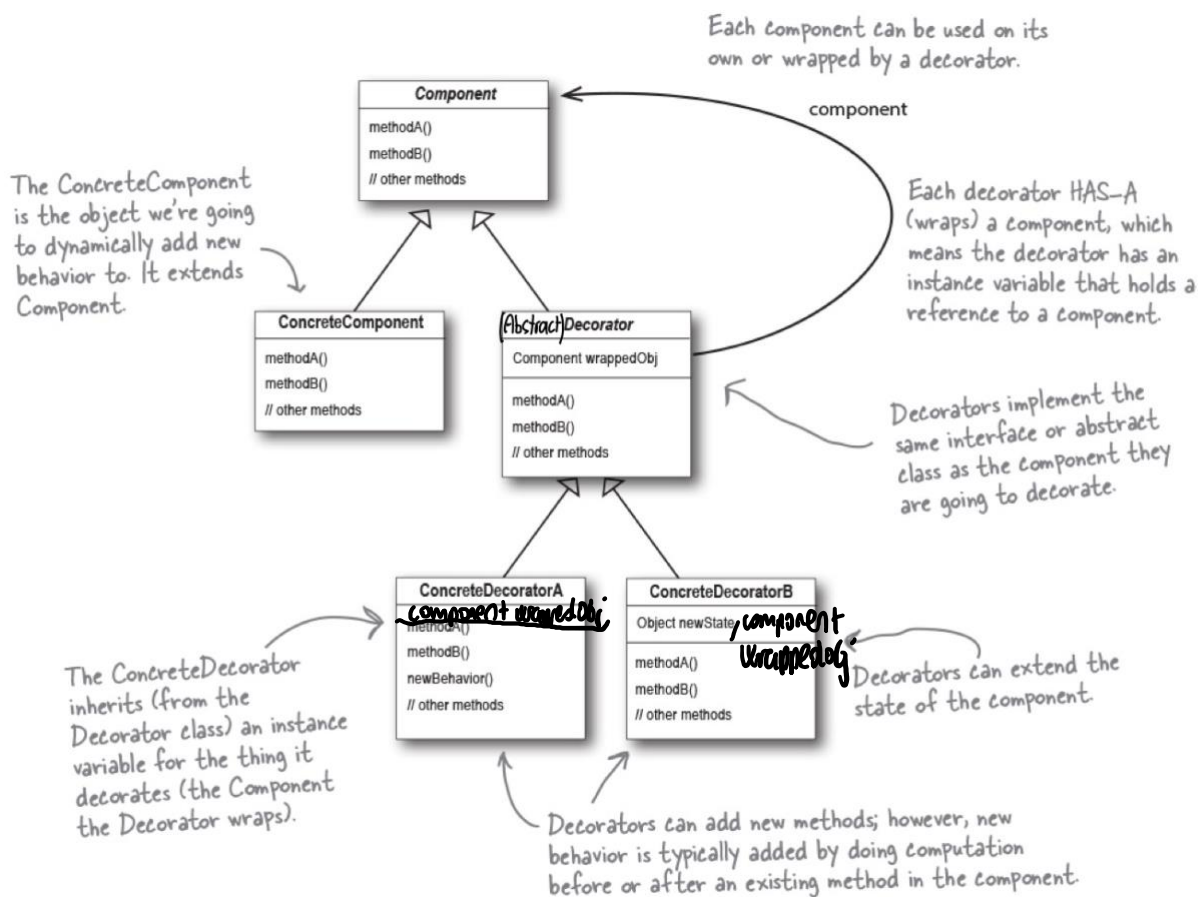 Each component can be used on its
own or wrapped by a decorator.
Component
methodA()
methodB()
// other methods
component
The ConcreteComponent
is the object we're going
to dynamically add new
behavior to. It extends
Component.
Each decorator HAS-A
(wraps) a component, which
means the decorator has an
instance variable that holds a
reference to a component.
ConcreteComponent
methodA()
methodB()
// other methods
(Abstract) Decorator
Component wrappedObj
methodA()
methodB()
// other methods
Decorators implement the
same interface or abstract
class as the component they
are going to decorate.
ConcreteDecoratorA
component wrappedObj
methodA()
methodB()
newBehavior()
// other methods
ConcreteDecoratorB
Object newState, component
methodA()
methodB()
// other methods
The ConcreteDecorator
inherits (from the
Decorator class) an instance
variable for the thing it
decorates (the Component
the Decorator wraps).
Decorators can extend the
state of the component.
Decorators can add new methods; however, new
behavior is typically added by doing computation
before or after an existing method in the component.